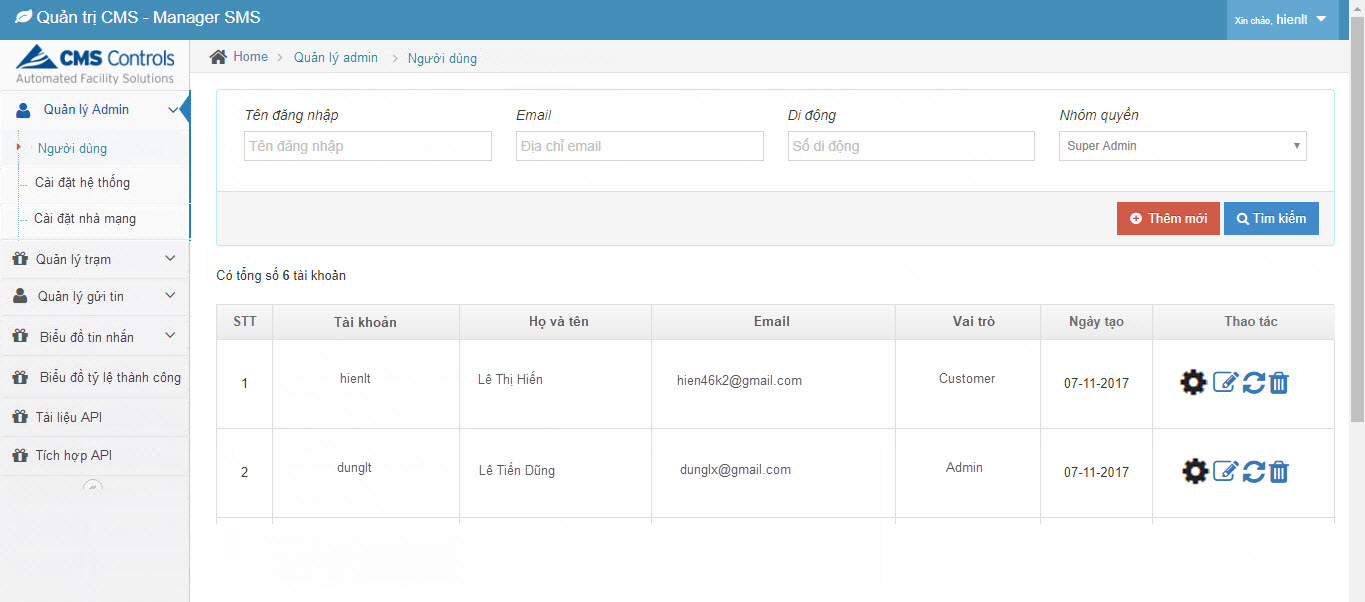 Quản trị CMS - Manager SMS
Xin chào, hienlt
CMS Controls
Automated Facility Solutions
Home > Quản lý admin > Người dùng
Quản lý Admin
Người dùng
Cài đặt hệ thống
Cài đặt nhà mạng
Quản lý trạm
Quản lý gửi tin
Biểu đồ tin nhắn
Biểu đồ tỷ lệ thành công
Tài liệu API
Tích hợp API
Tên đăng nhập Email Di động Nhóm quyền
Tên đăng nhập Địa chỉ email Số di động Super Admin
Thêm mới Tìm kiếm
Có tổng số 6 tài khoản
STT Tài khoản Họ và tên Email Vai trò Ngày tạo Thao tác
1 hienlt Lê Thị Hiến hien46k2@gmail.com Customer 07-11-2017
2 dunglt Lê Tiến Dũng dunglx@gmail.com Admin 07-11-2017